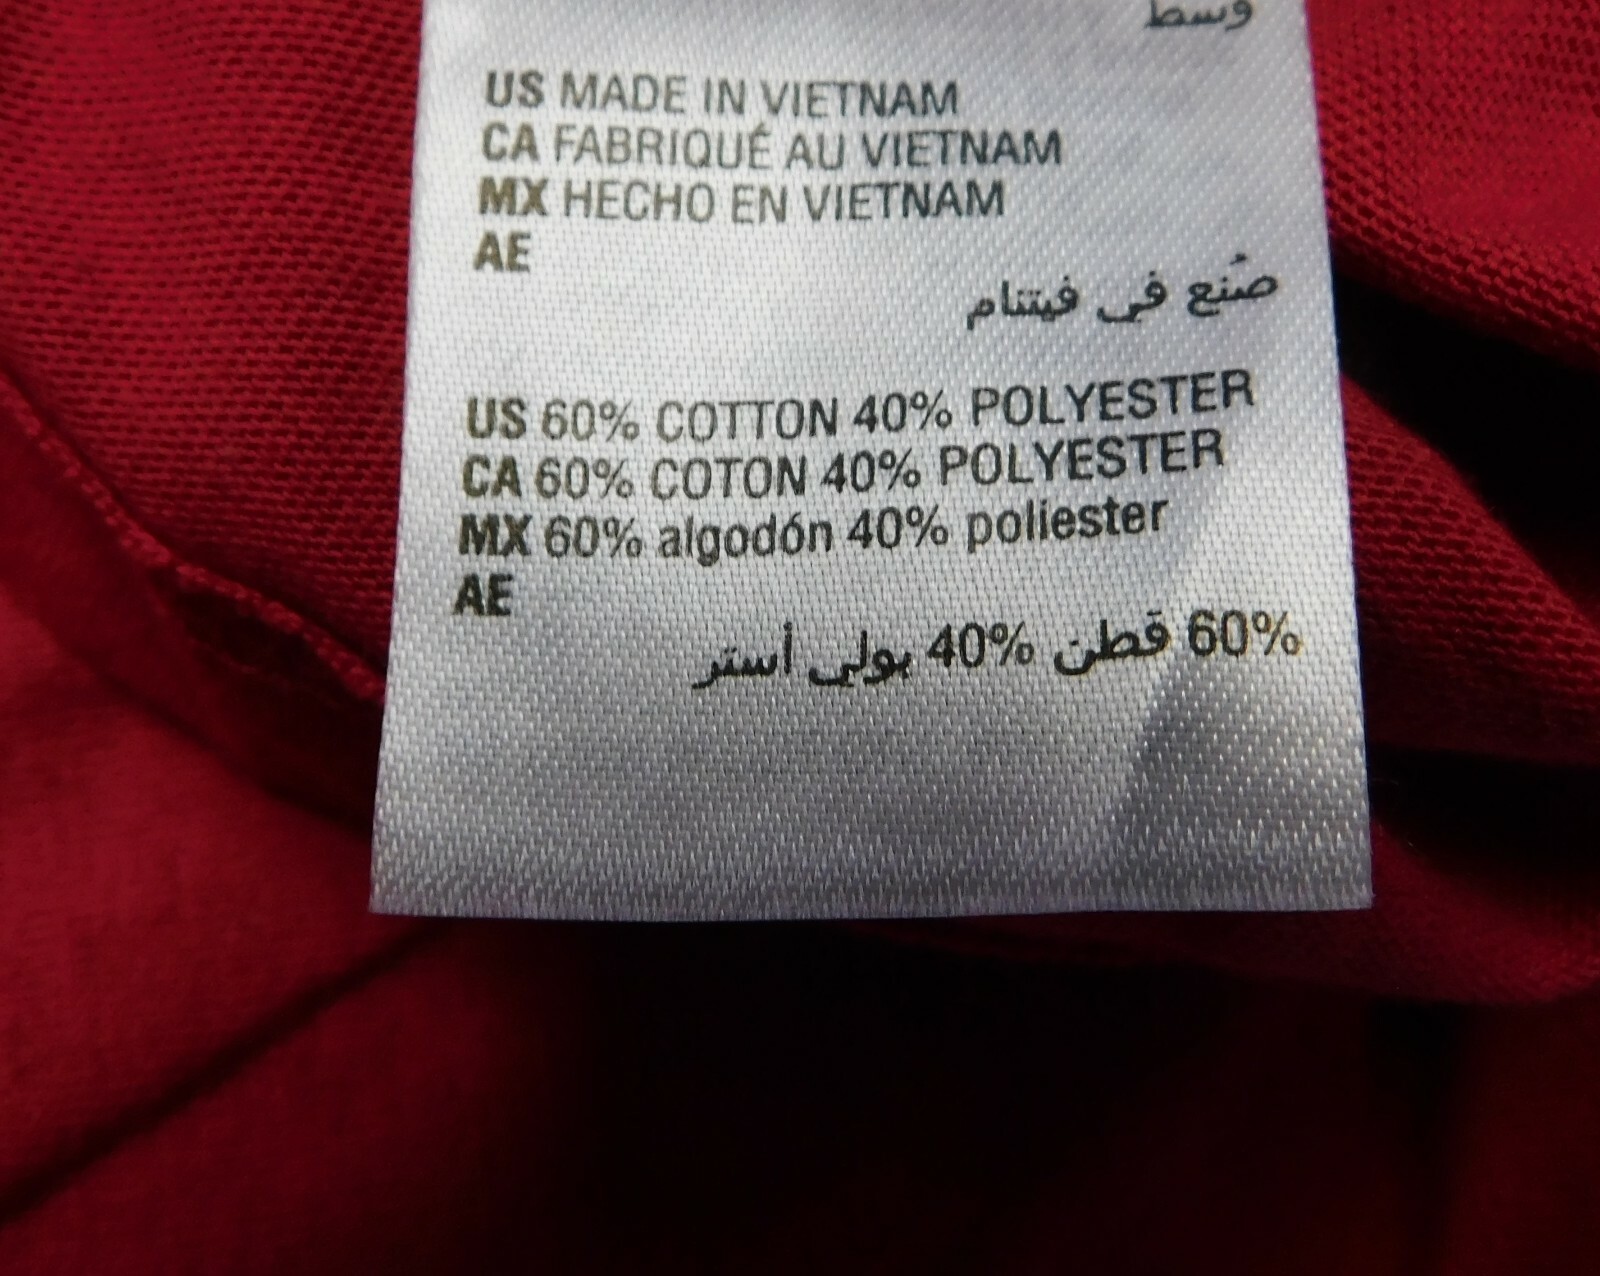 وسط
US MADE IN VIETNAM
CA FABRIQUÉ AU VIETNAM
MX HECHO EN VIETNAM
AE
صُنع في فيتنام
US 60% COTTON 40% POLYESTER
CA 60% COTON 40% POLYESTER
MX 60% algodón 40% poliester
AE
60% قطن 40% بولي أستر